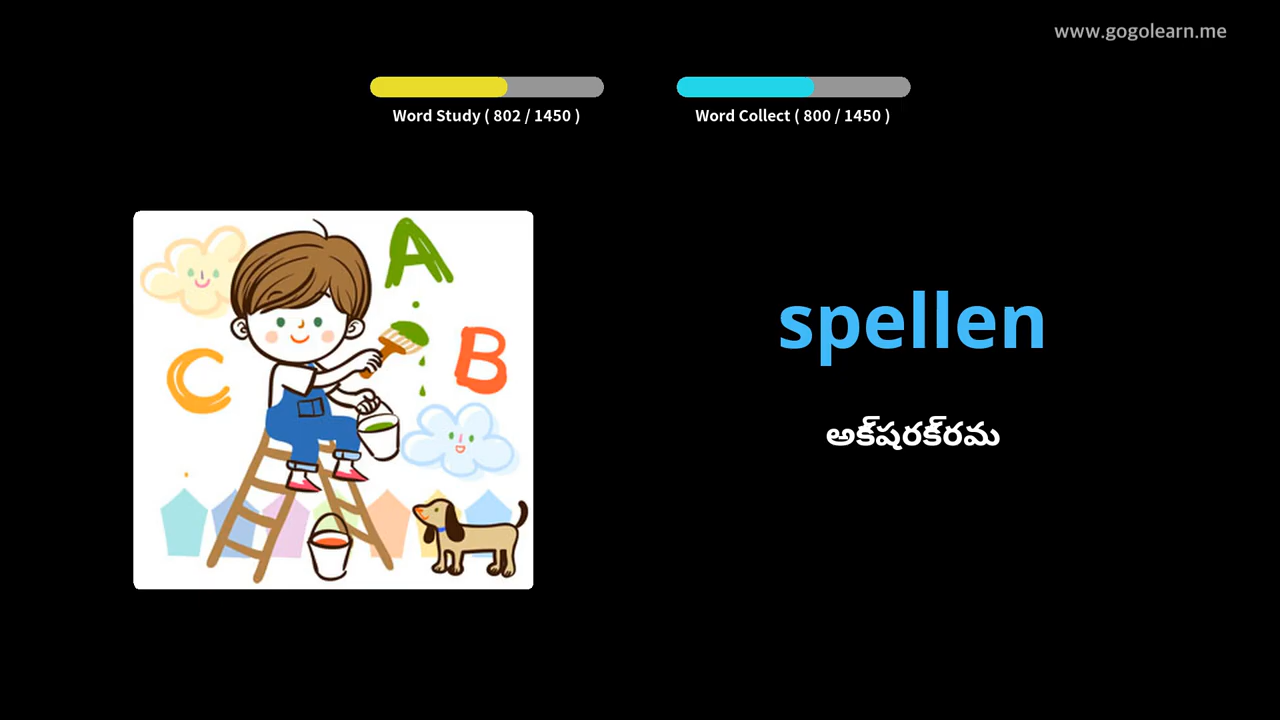 www.gogolearn.me
Word Study ( 802 / 1450 )
Word Collect ( 800 / 1450 )
A
B
C
spellen
అక్‌షరక్‌రమ